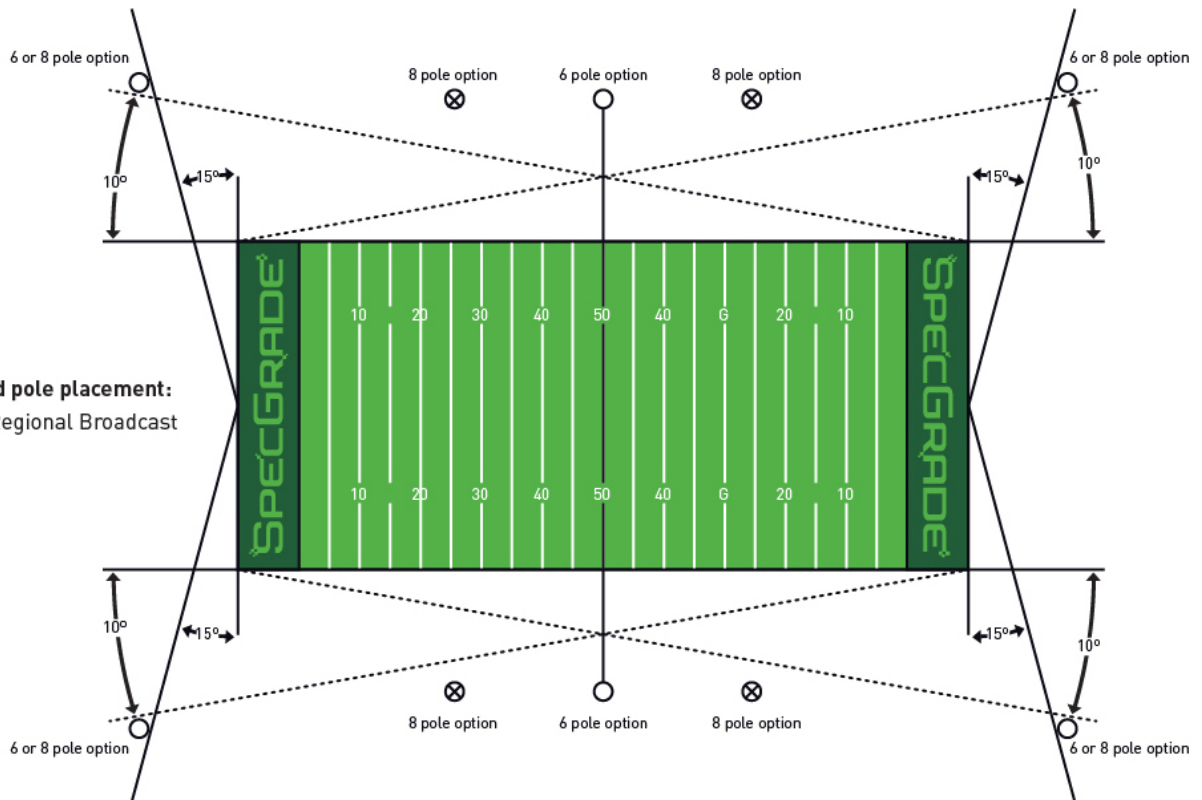 6 or 8 pole option
8 pole option
6 pole option
8 pole option
6 or 8 pole option
10º
15º
15º
10º
SPECGRADE
10 20 30 40 50 40 G 20 10
SPECGRADE
pole placement:
Regional Broadcast
10 20 30 40 50 40 G 20 10
10º
15º
15º
10º
8 pole option
6 pole option
8 pole option
6 or 8 pole option
6 or 8 pole option